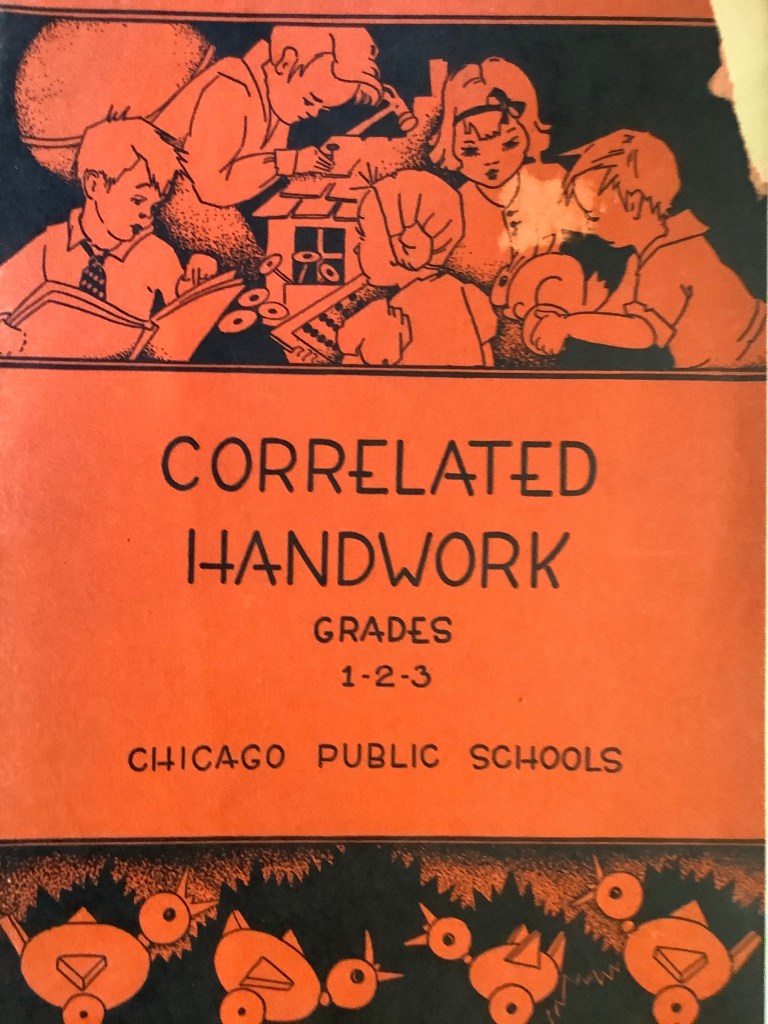 CORRELATED
HANDWORK
GRADES
1-2-3
CHICAGO PUBLIC SCHOOLS